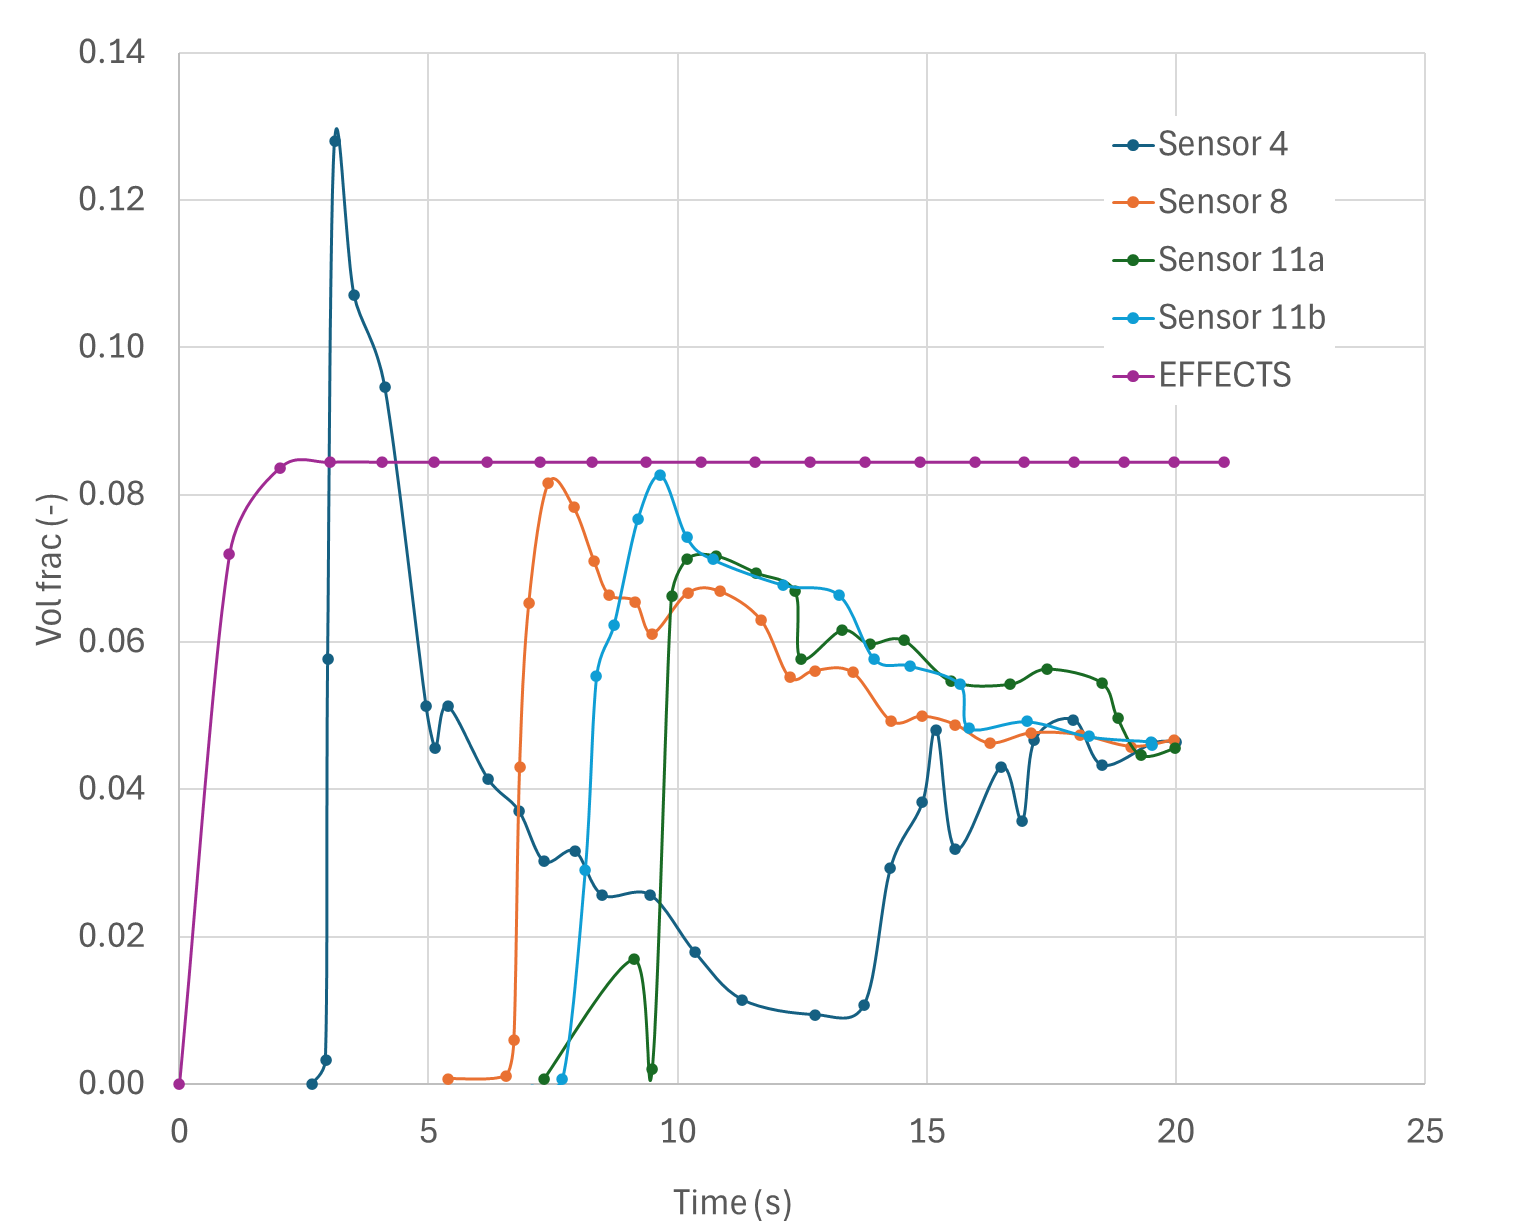 0.14
0.12
0.10
0.08
0.06
0.04
0.02
0.00
Vol frac (-)
0 5 10 15 20 25
Time (s)
Sensor 4
Sensor 8
Sensor 11a
Sensor 11b
EFFECTS